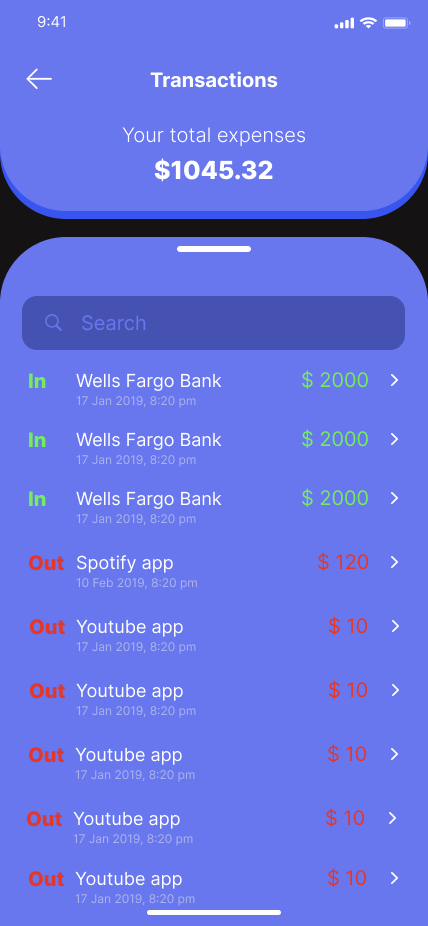 9:41
Transactions
Your total expenses
$1045.32
Search
In Wells Fargo Bank $ 2000
17 Jan 2019, 8:20 pm
In Wells Fargo Bank $ 2000
17 Jan 2019, 8:20 pm
In Wells Fargo Bank $ 2000
17 Jan 2019, 8:20 pm
Out Spotify app $ 120
10 Feb 2019, 8:20 pm
Out Youtube app $ 10
17 Jan 2019, 8:20 pm
Out Youtube app $ 10
17 Jan 2019, 8:20 pm
Out Youtube app $ 10
17 Jan 2019, 8:20 pm
Out Youtube app $ 10
17 Jan 2019, 8:20 pm
Out Youtube app $ 10
17 Jan 2019, 8:20 pm